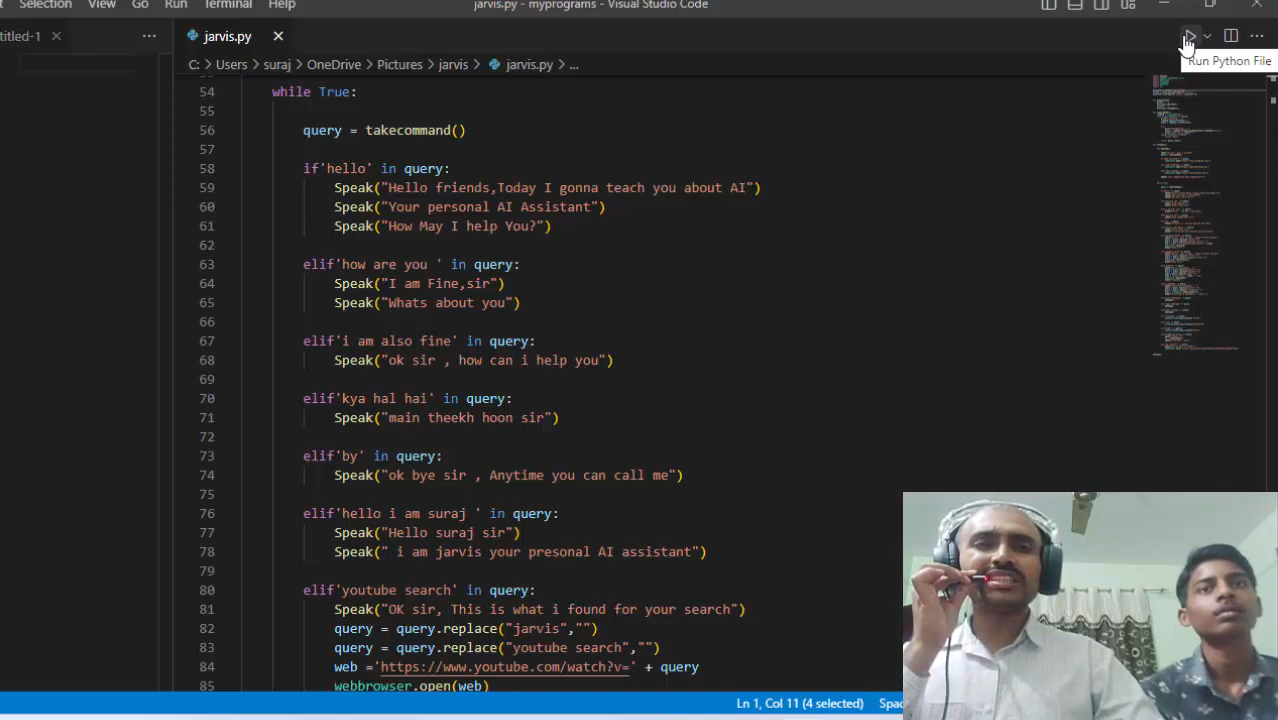 Selection View Go Run Terminal Help jarvis.py - myprograms - Visual Studio Code
titled-1 jarvis.py
Run Python File
C: > Users > suraj > OneDrive > Pictures > jarvis > jarvis.py > ...
54 while True:
55
56 query = takecommand()
57
58 if'hello' in query:
59 Speak("Hello friends,Today I gonna teach you about AI")
60 Speak("Your personal AI Assistant")
61 Speak("How May I help You?")
62
63 elif'how are you ' in query:
64 Speak("I am Fine,sir")
65 Speak("Whats about you")
66
67 elif'i am also fine' in query:
68 Speak("ok sir , how can i help you")
69
70 elif'kya hal hai' in query:
71 Speak("main theekh hoon sir")
72
73 elif'by' in query:
74 Speak("ok bye sir , Anytime you can call me")
75
76 elif'hello i am suraj ' in query:
77 Speak("Hello suraj sir")
78 Speak(" i am jarvis your presonal AI assistant")
79
80 elif'youtube search' in query:
81 Speak("OK sir, This is what i found for your search")
82 query = query.replace("jarvis","")
83 query = query.replace("youtube search","")
84 web ='https://www.youtube.com/watch?v=' + query
85 webbrowser.open(web)
Ln 1, Col 11 (4 selected) Spac